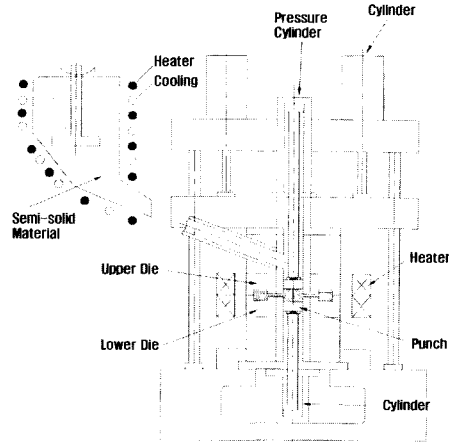 Pressure
Cylinder
Cylinder
Heater
Cooling
Semi-solid
Material
Upper Die
Heater
Lower Die
Punch
Cylinder